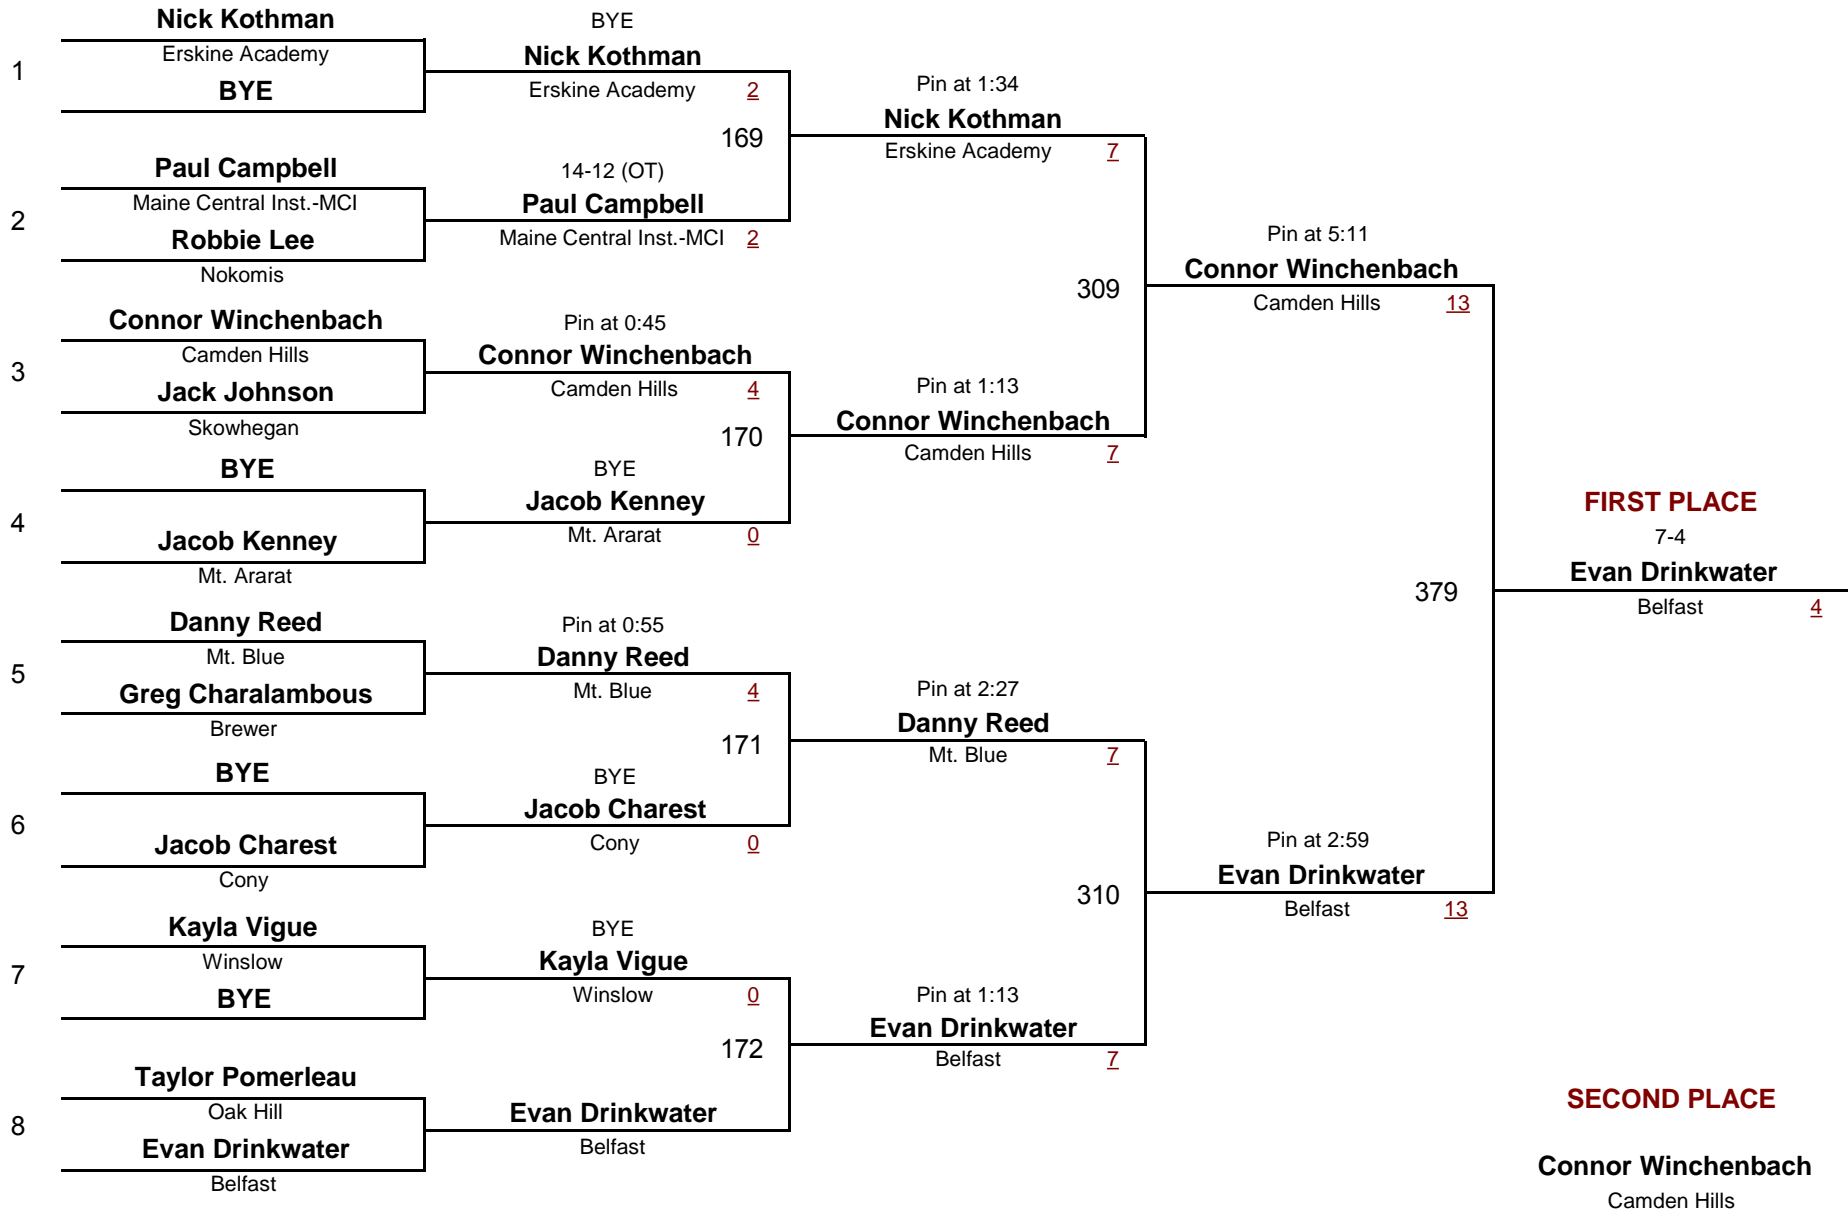 Nick Kothman
Erskine Academy
1
BYE
Paul Campbell
Maine Central Inst.-MCI
2
Robbie Lee
Nokomis
Connor Winchenbach
Camden Hills
3
Jack Johnson
Skowhegan
BYE
4
Jacob Kenney
Mt. Ararat
Danny Reed
Mt. Blue
5
Greg Charalambous
Brewer
BYE
6
Jacob Charest
Cony
Kayla Vigue
Winslow
7
BYE
Taylor Pomerleau
Oak Hill
8
Evan Drinkwater
Belfast
BYE
Nick Kothman
Erskine Academy 2
169
14-12 (OT)
Paul Campbell
Maine Central Inst.-MCI 2
Pin at 0:45
Connor Winchenbach
Camden Hills 4
170
BYE
Jacob Kenney
Mt. Ararat 0
Pin at 0:55
Danny Reed
Mt. Blue 4
171
BYE
Jacob Charest
Cony 0
BYE
Kayla Vigue
Winslow 0
172
Evan Drinkwater
Belfast
Pin at 1:34
Nick Kothman
Erskine Academy 7
309
Pin at 1:13
Connor Winchenbach
Camden Hills 7
Pin at 2:27
Danny Reed
Mt. Blue 7
310
Pin at 1:13
Evan Drinkwater
Belfast 7
Pin at 5:11
Connor Winchenbach
Camden Hills 13
379
Pin at 2:59
Evan Drinkwater
Belfast 13
FIRST PLACE
7-4
Evan Drinkwater
Belfast 4
SECOND PLACE
Connor Winchenbach
Camden Hills